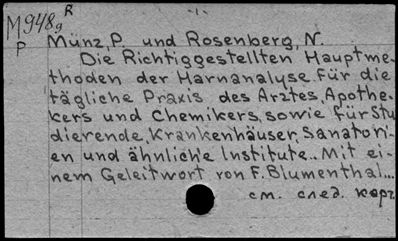 R
M948g
P Münz, P. und Rosenberg, N.
Die Richtiggestellten Hauptme-
thoden der Harnanalyse für die
tägliche Praxis des Arztes, Apothe-
kers und Chemikers, sowie für Stu
dierende, Krankenhäuser, Sanatori-
en und ähnliche Institute.. Mit ei-
nem Geleitwort von F. Blumenthal...
см. след. карт